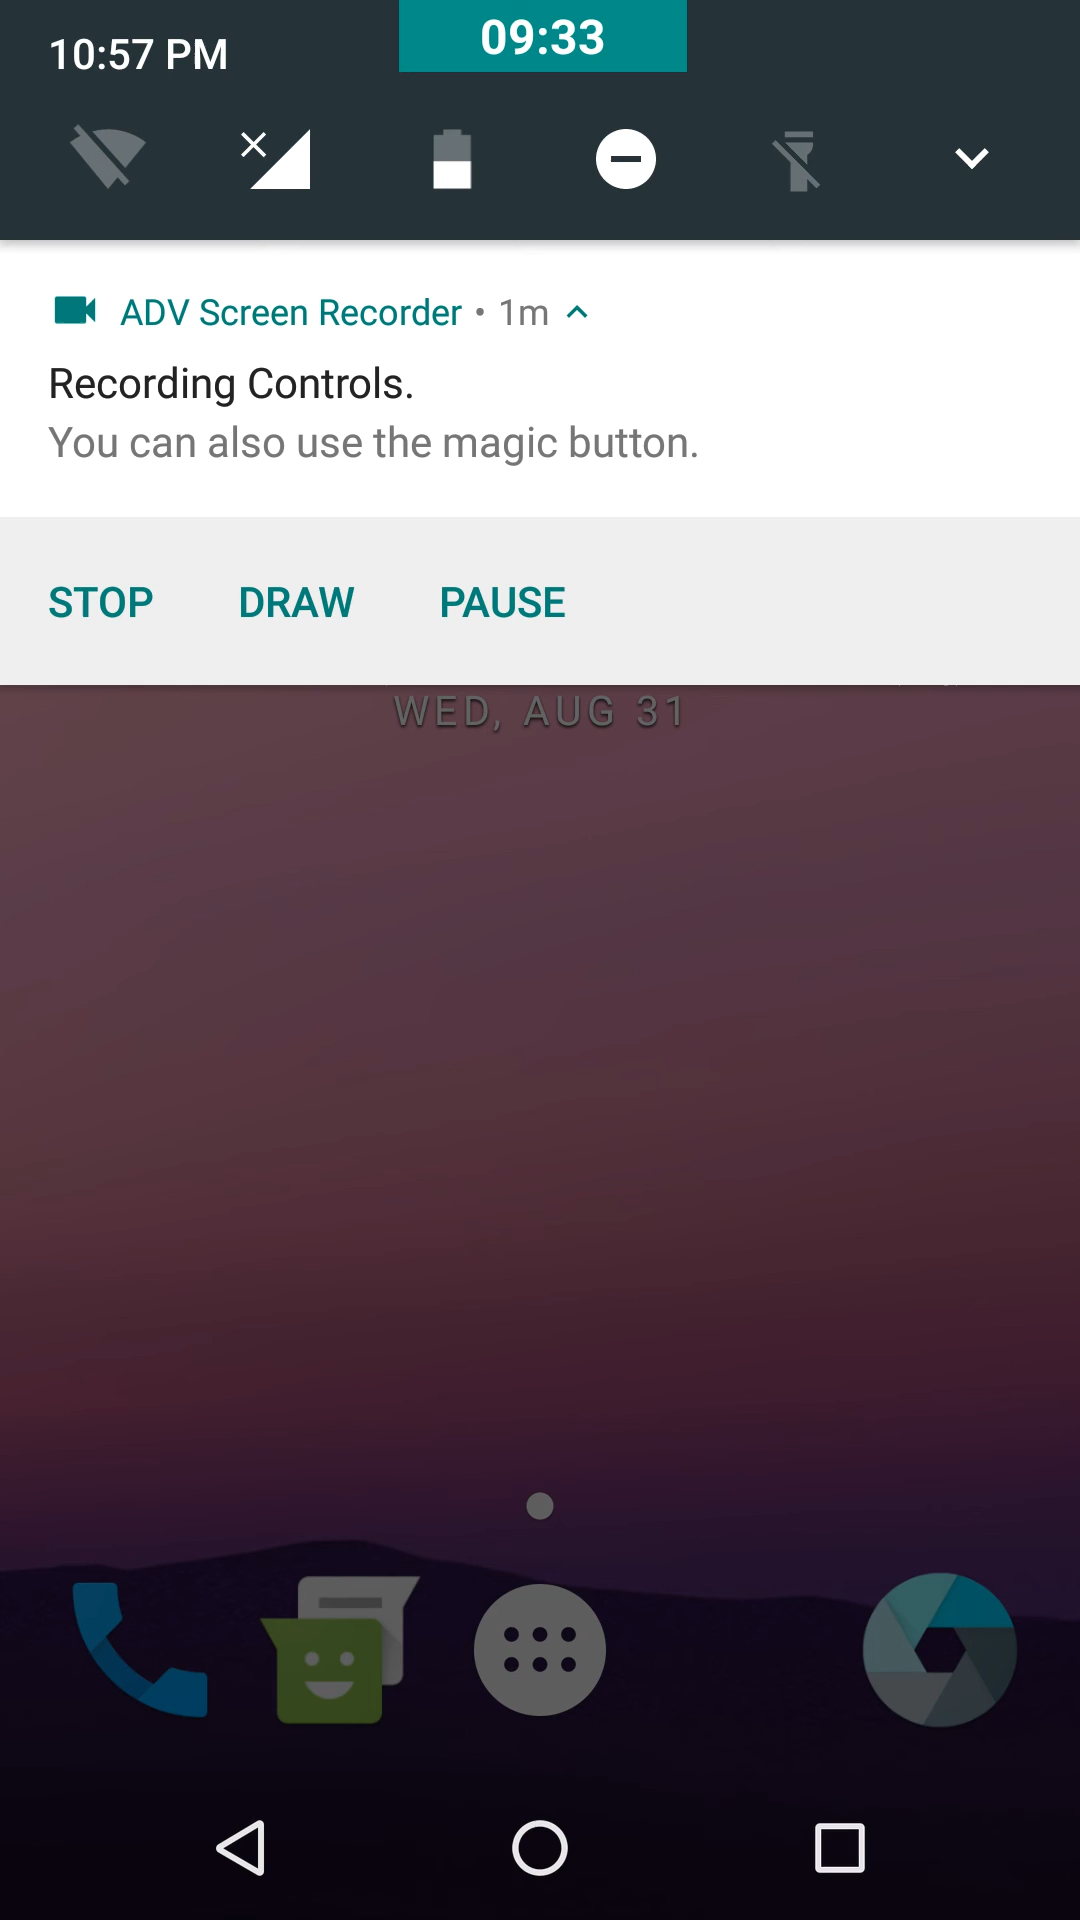 10:57 PM
09:33
ADV Screen Recorder • 1m
Recording Controls.
You can also use the magic button.
STOP DRAW PAUSE
WED, AUG 31